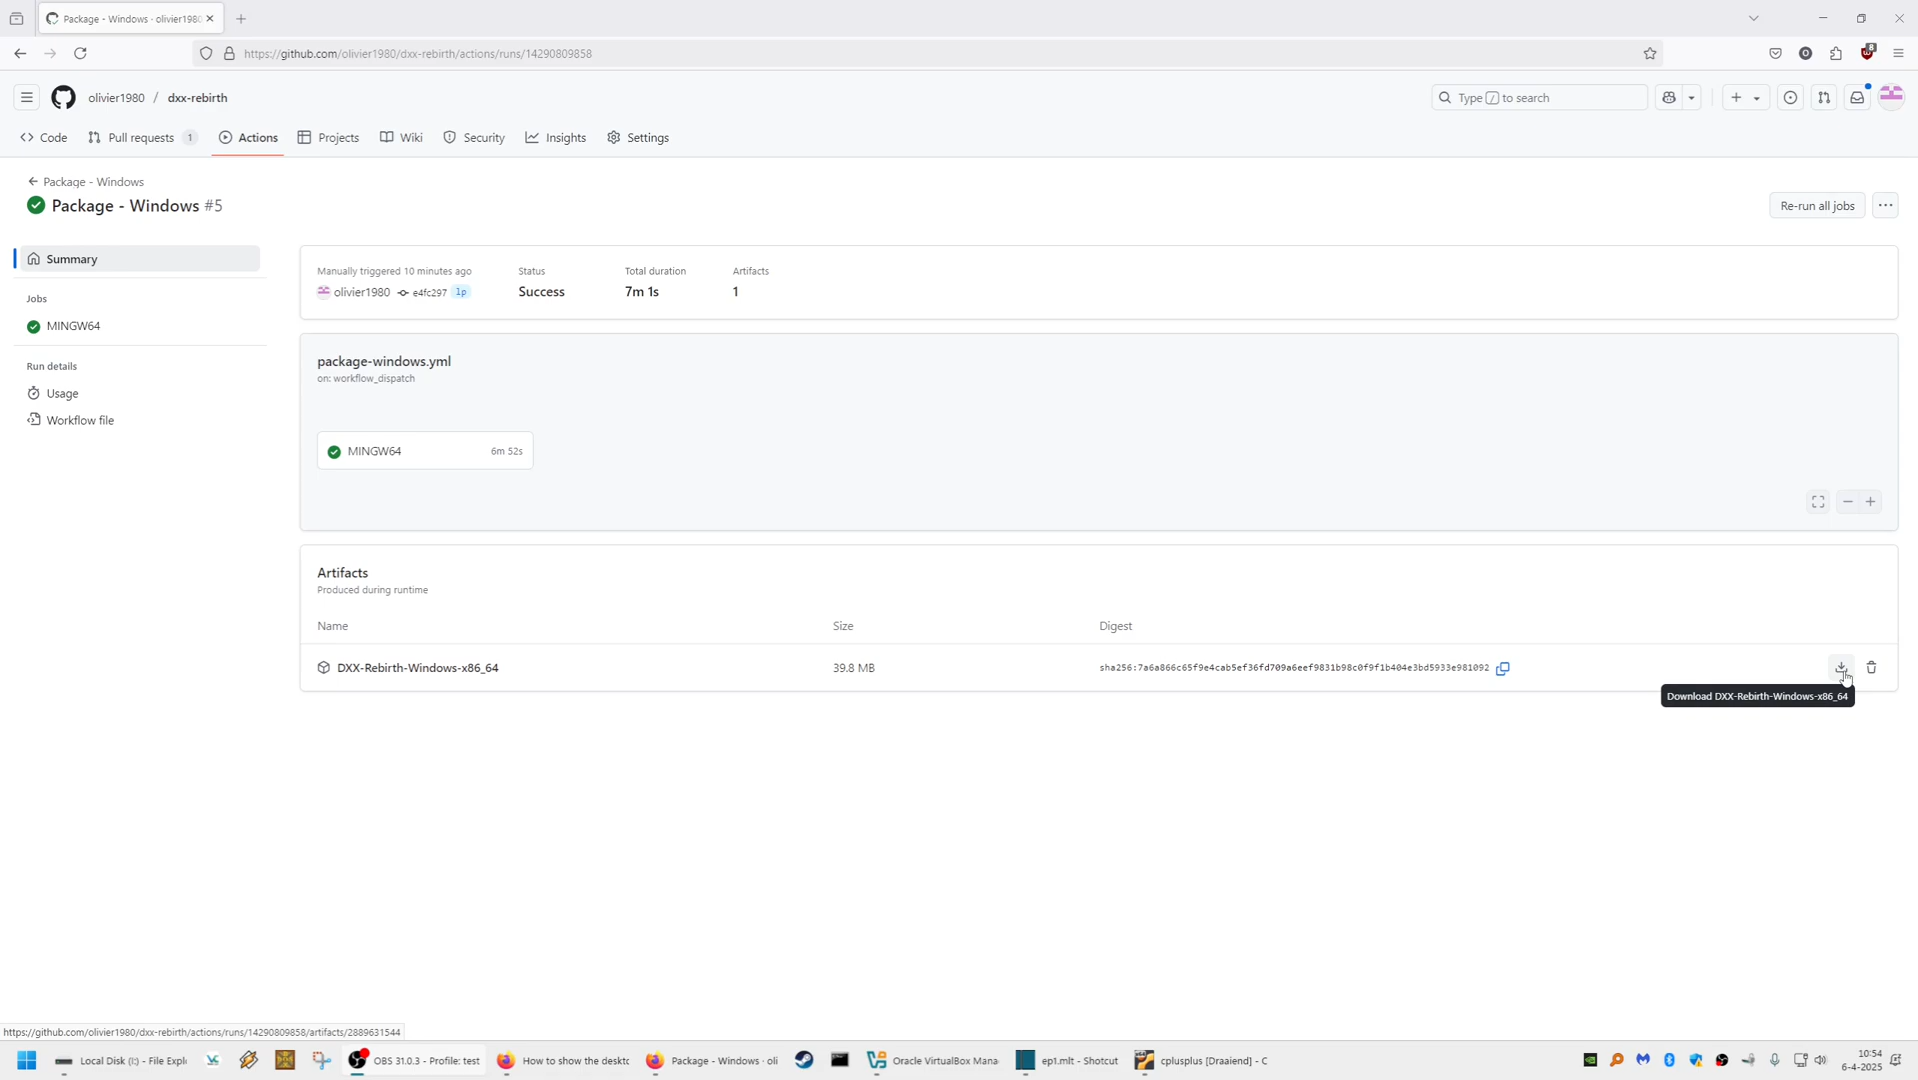 Package - Windows · olivier1980
https://github.com/olivier1980/dxx-rebirth/actions/runs/14290809858
8
olivier1980 / dxx-rebirth
Type / to search
Code
Pull requests 1
Actions
Projects
Wiki
Security
Insights
Settings
Package - Windows
Package - Windows #5
Re-run all jobs
Summary
Jobs
MINGW64
Run details
Usage
Workflow file
Manually triggered 10 minutes ago
olivier1980 e4fc297 lp
Status
Success
Total duration
7m 1s
Artifacts
1
package-windows.yml
on: workflow_dispatch
MINGW64 6m 52s
Artifacts
Produced during runtime
Name Size Digest
DXX-Rebirth-Windows-x86_64 39.8 MB sha256:7a6a866c65f9e4cab5ef36fd709a6eef9831b98c0f9f1b404e3bd5933e981092
Download DXX-Rebirth-Windows-x86_64
https://github.com/olivier1980/dxx-rebirth/actions/runs/14290809858/artifacts/2889631544
Local Disk (I:) - File Explo
OBS 31.0.3 - Profile: test
How to show the deskto
Package - Windows · oli
Oracle VirtualBox Mana
ep1.mlt - Shotcut
cplusplus [Draaiend] - C
10:54
6-4-2025